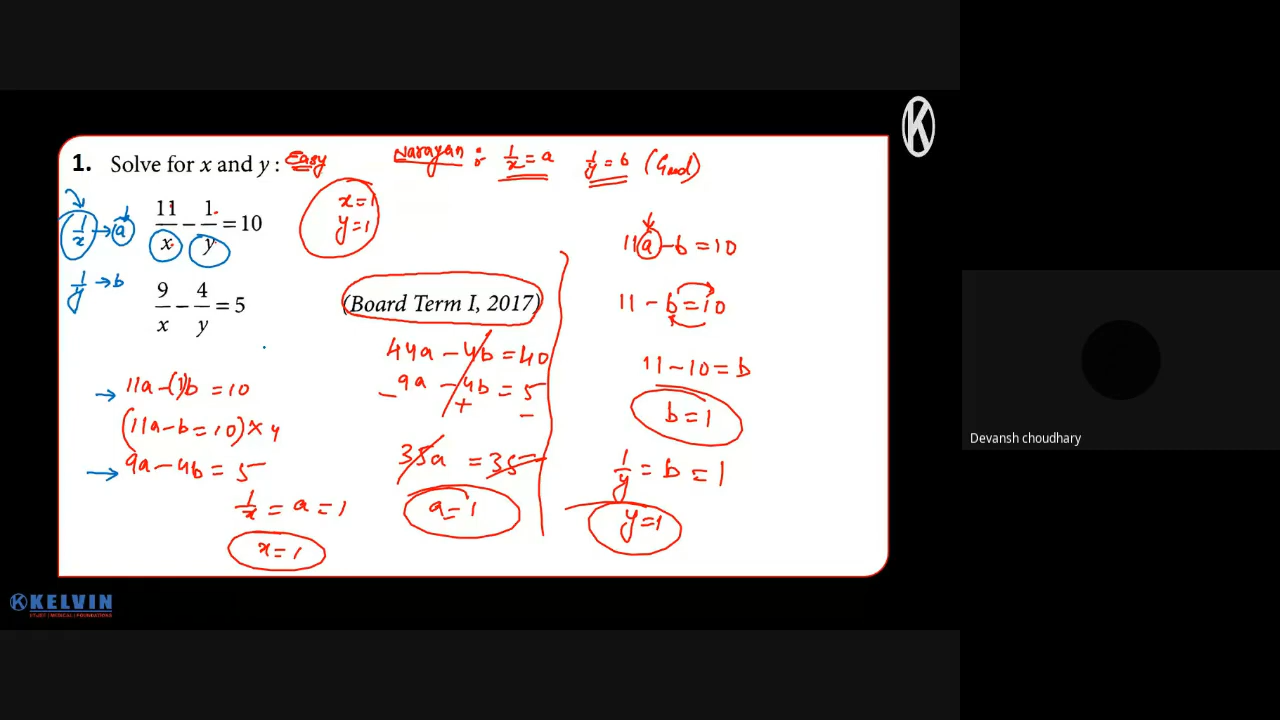 1. Solve for x and y : Easy
Narayan : 1/x = a 1/y = b (Good)
1/x → a
11/x − 1/y = 10
x = 1
y = 1
1/y → b
9/x − 4/y = 5
(Board Term I, 2017)
→ 11a − (1)b = 10
(11a − b = 10) × 4
→ 9a − 4b = 5
1/x = a = 1
x = 1
44a − 4b = 40
− 9a − 4b = 5
+ −
35a = 35
a = 1
11a − b = 10
11 − b = 10
11 − 10 = b
b = 1
1/y = b = 1
y = 1
K
KELVIN
Devansh choudhary